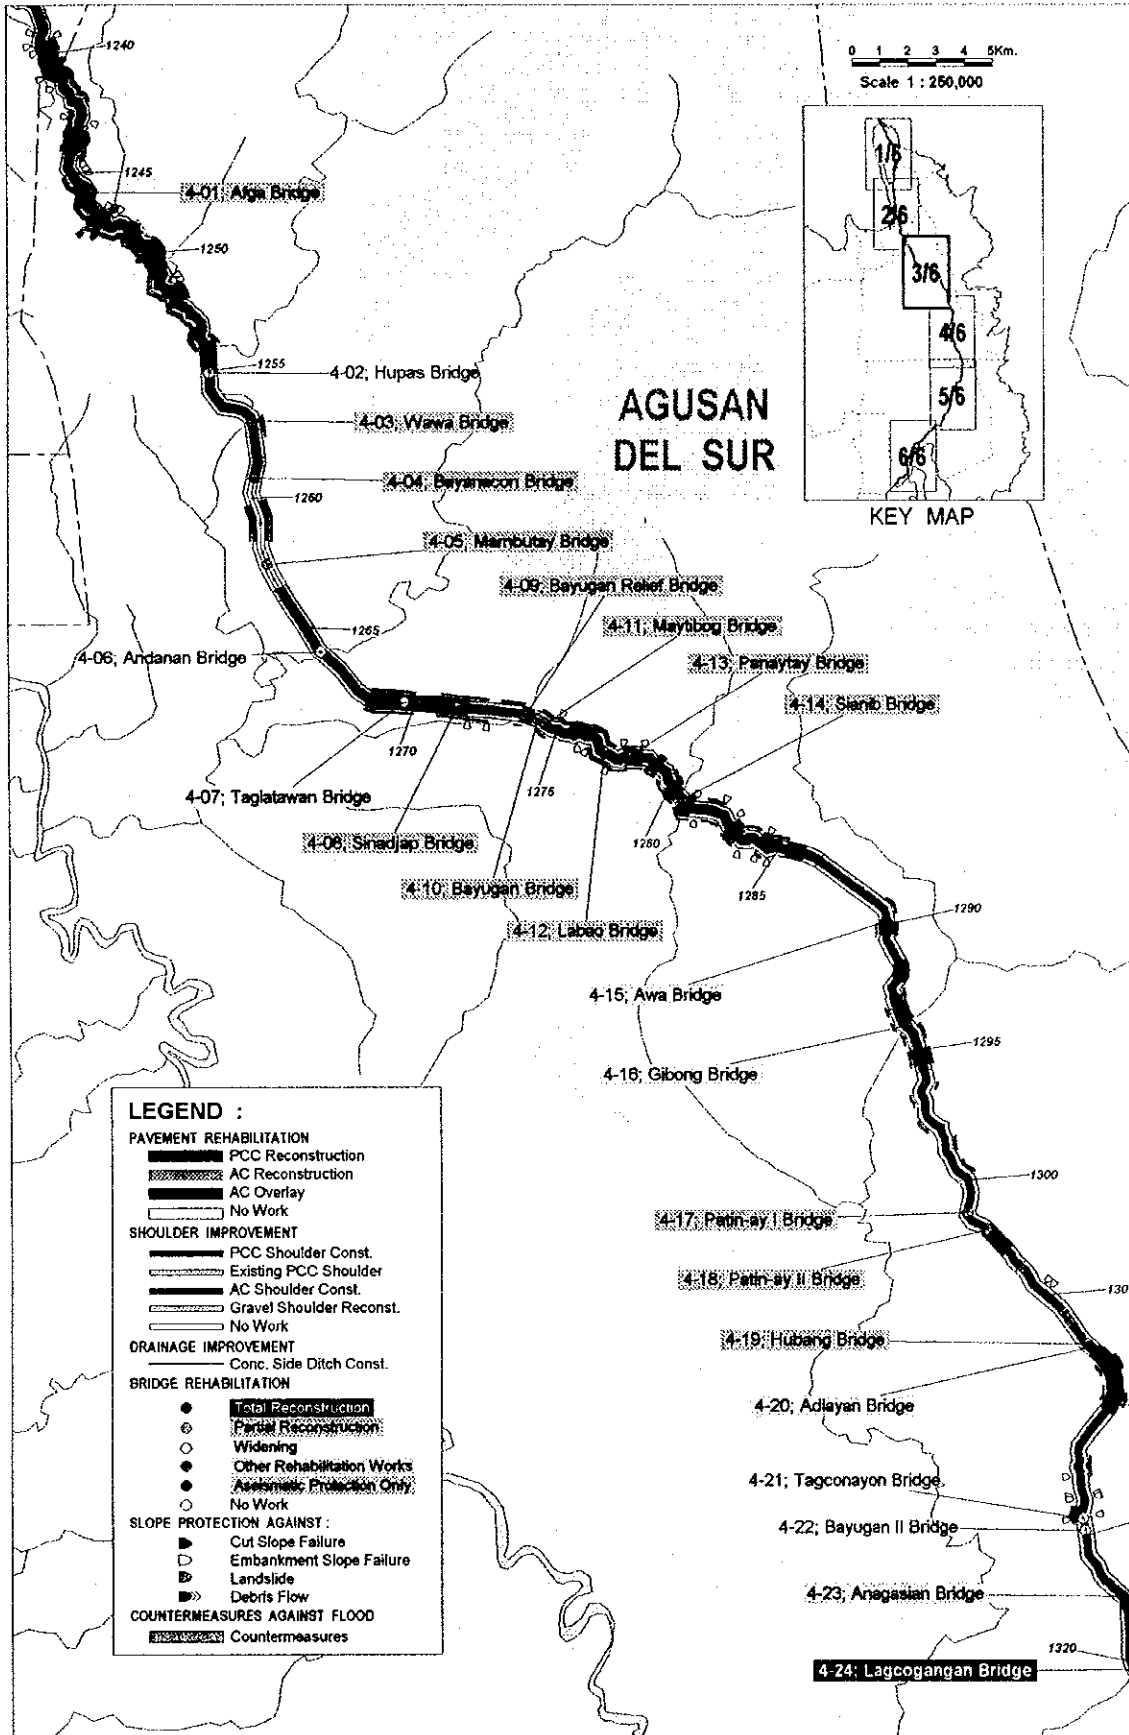 1240
0 1 2 3 4 5Km.
Scale 1 : 250,000
1/6
2/6
3/6
4/6
5/6
6/6
KEY MAP
1245
4-01; Afga Bridge
1250
1255
4-02; Hupas Bridge
AGUSAN
DEL SUR
4-03; Wawa Bridge
4-04; Bayanacon Bridge
1260
4-05; Mambutay Bridge
4-09; Bayugan Relief Bridge
1265
4-11; Maytibog Bridge
4-06; Andanan Bridge
4-13; Panaytay Bridge
4-14; Sianib Bridge
1270
1275
4-07; Taglatawan Bridge
1280
4-08; Sinadjap Bridge
4-10; Bayugan Bridge
1285
1290
4-12; Labao Bridge
4-15; Awa Bridge
1295
4-16; Gibong Bridge
1300
4-17; Patin-ay I Bridge
4-18; Patin-ay II Bridge
130
4-19; Hubang Bridge
4-20; Adlayan Bridge
4-21; Tagconayon Bridge
4-22; Bayugan II Bridge
4-23; Anagasian Bridge
1320
4-24; Lagcogangan Bridge
LEGEND :
PAVEMENT REHABILITATION
PCC Reconstruction
AC Reconstruction
AC Overlay
No Work
SHOULDER IMPROVEMENT
PCC Shoulder Const.
Existing PCC Shoulder
AC Shoulder Const.
Gravel Shoulder Reconst.
No Work
DRAINAGE IMPROVEMENT
Conc. Side Ditch Const.
BRIDGE REHABILITATION
Total Reconstruction
Partial Reconstruction
Widening
Other Rehabilitation Works
Aseismatic Protection Only
No Work
SLOPE PROTECTION AGAINST :
Cut Slope Failure
Embankment Slope Failure
Landslide
Debris Flow
COUNTERMEASURES AGAINST FLOOD
Countermeasures